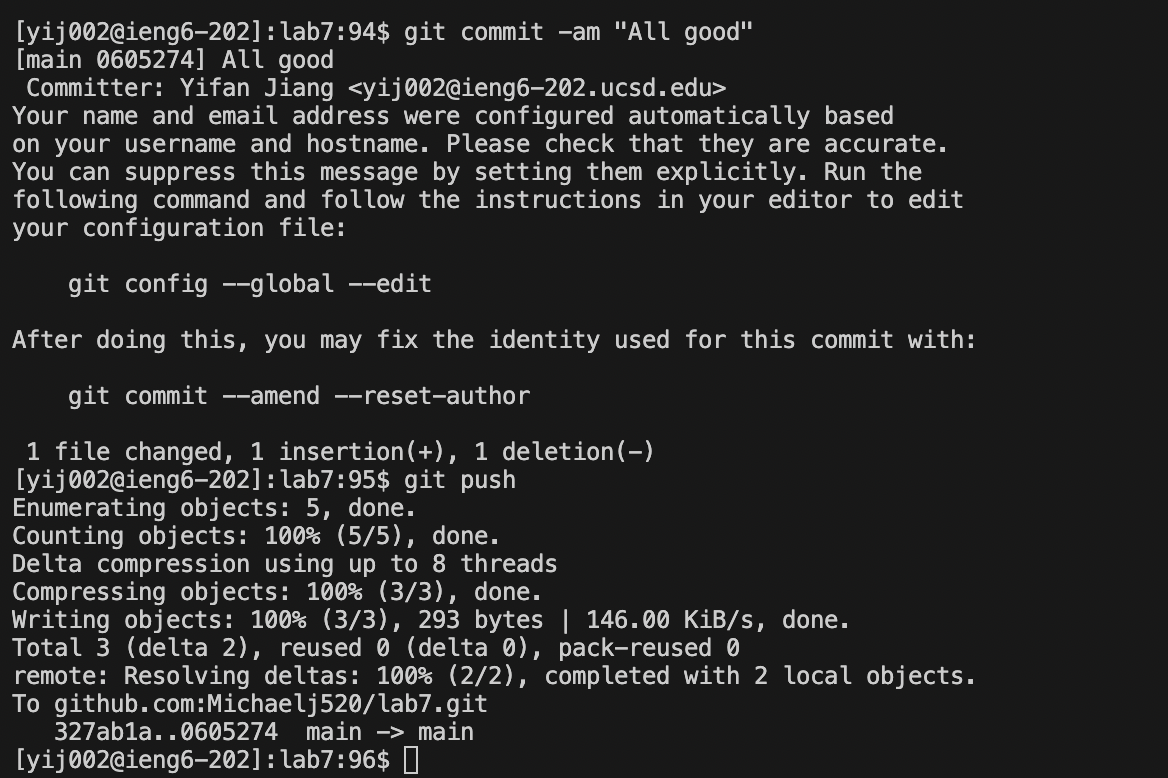 [yij002@ieng6-202]:lab7:94$ git commit -am "All good"
[main 0605274] All good
 Committer: Yifan Jiang <yij002@ieng6-202.ucsd.edu>
Your name and email address were configured automatically based
on your username and hostname. Please check that they are accurate.
You can suppress this message by setting them explicitly. Run the
following command and follow the instructions in your editor to edit
your configuration file:

    git config --global --edit

After doing this, you may fix the identity used for this commit with:

    git commit --amend --reset-author

 1 file changed, 1 insertion(+), 1 deletion(-)
[yij002@ieng6-202]:lab7:95$ git push
Enumerating objects: 5, done.
Counting objects: 100% (5/5), done.
Delta compression using up to 8 threads
Compressing objects: 100% (3/3), done.
Writing objects: 100% (3/3), 293 bytes | 146.00 KiB/s, done.
Total 3 (delta 2), reused 0 (delta 0), pack-reused 0
remote: Resolving deltas: 100% (2/2), completed with 2 local objects.
To github.com:Michaelj520/lab7.git
   327ab1a..0605274  main -> main
[yij002@ieng6-202]:lab7:96$